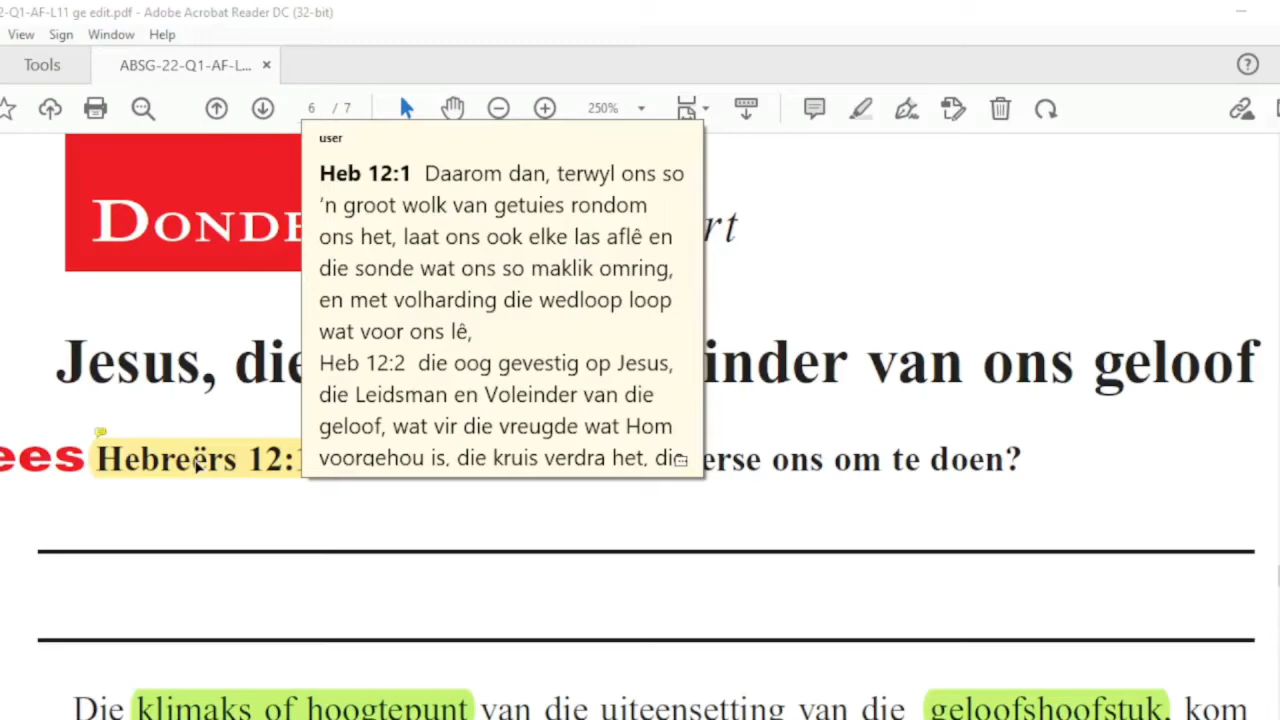 2-Q1-AF-L11 ge edit.pdf - Adobe Acrobat Reader DC (32-bit)
View Sign Window Help
Tools ABSG-22-Q1-AF-L... ×
6 / 7 250%
user
Heb 12:1 Daarom dan, terwyl ons so
’n groot wolk van getuies rondom
ons het, laat ons ook elke las aflê en
die sonde wat ons so maklik omring,
en met volharding die wedloop loop
wat voor ons lê,
Heb 12:2 die oog gevestig op Jesus,
die Leidsman en Voleinder van die
geloof, wat vir die vreugde wat Hom
voorgehou is, die kruis verdra het, die
DONDE
rt
Jesus, die inder van ons geloof
ees Hebreërs 12:1 erse ons om te doen?
Die klimaks of hoogtepunt van die uiteensetting van die geloofshoofstuk, kom